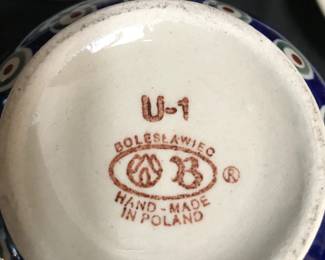 U-1
BOLESŁAWIEC
B ®
HAND-MADE
IN POLAND